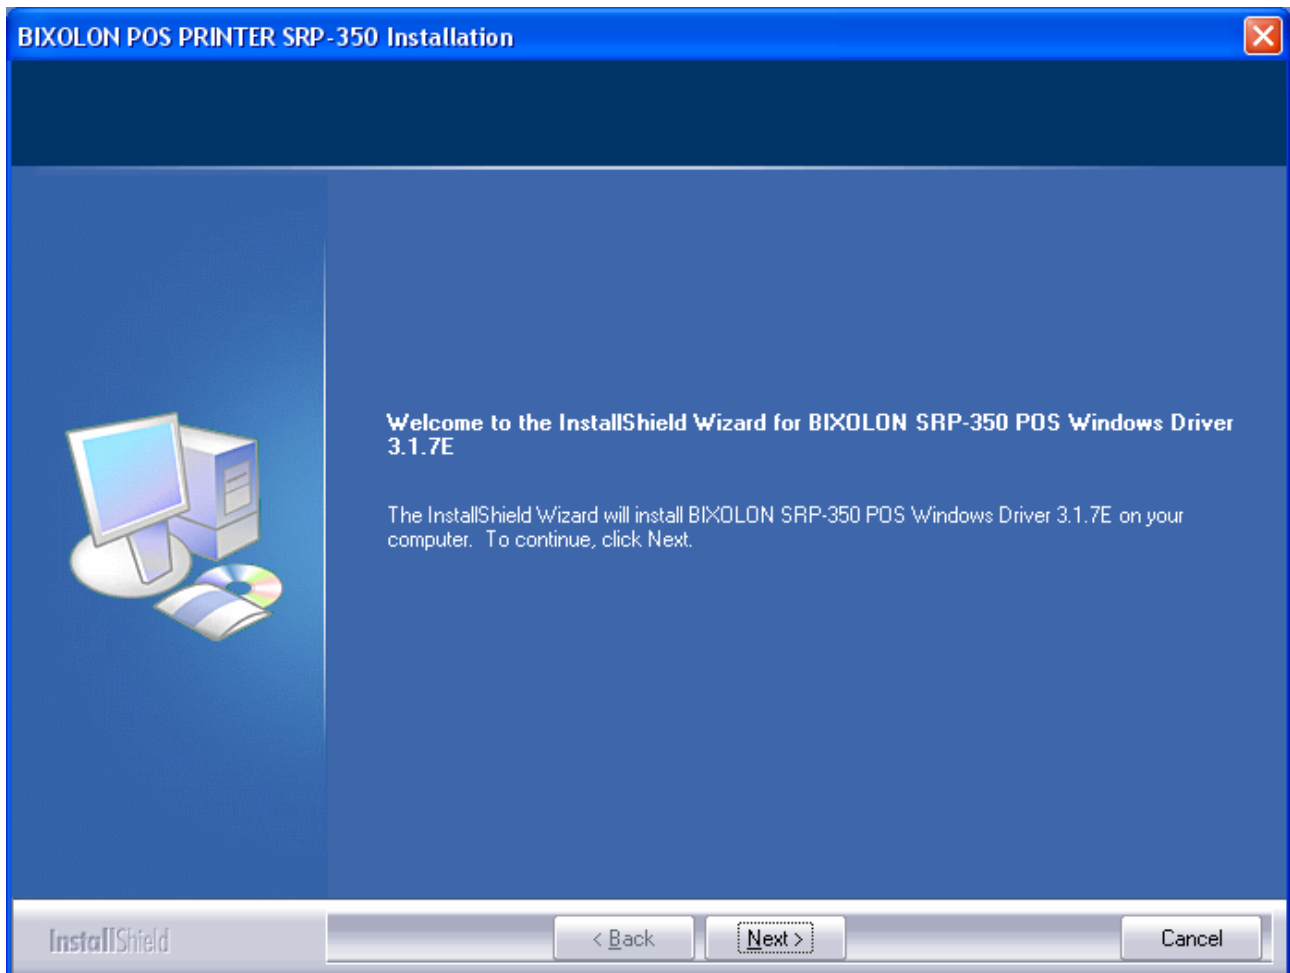 BIXOLON POS PRINTER SRP-350 Installation
Welcome to the InstallShield Wizard for BIXOLON SRP-350 POS Windows Driver
3.1.7E
The InstallShield Wizard will install BIXOLON SRP-350 POS Windows Driver 3.1.7E on your
computer.  To continue, click Next.
InstallShield
< Back
Next >
Cancel